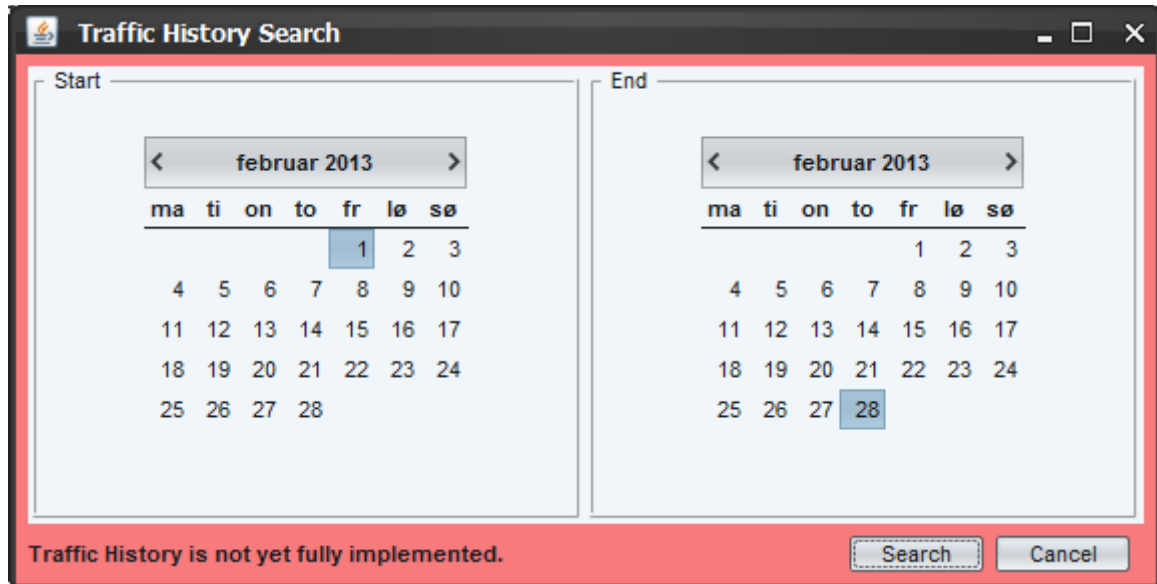 Traffic History Search
Start
februar 2013
ma ti on to fr lø sø
1 2 3
4 5 6 7 8 9 10
11 12 13 14 15 16 17
18 19 20 21 22 23 24
25 26 27 28
End
februar 2013
ma ti on to fr lø sø
1 2 3
4 5 6 7 8 9 10
11 12 13 14 15 16 17
18 19 20 21 22 23 24
25 26 27 28
Traffic History is not yet fully implemented.
Search
Cancel